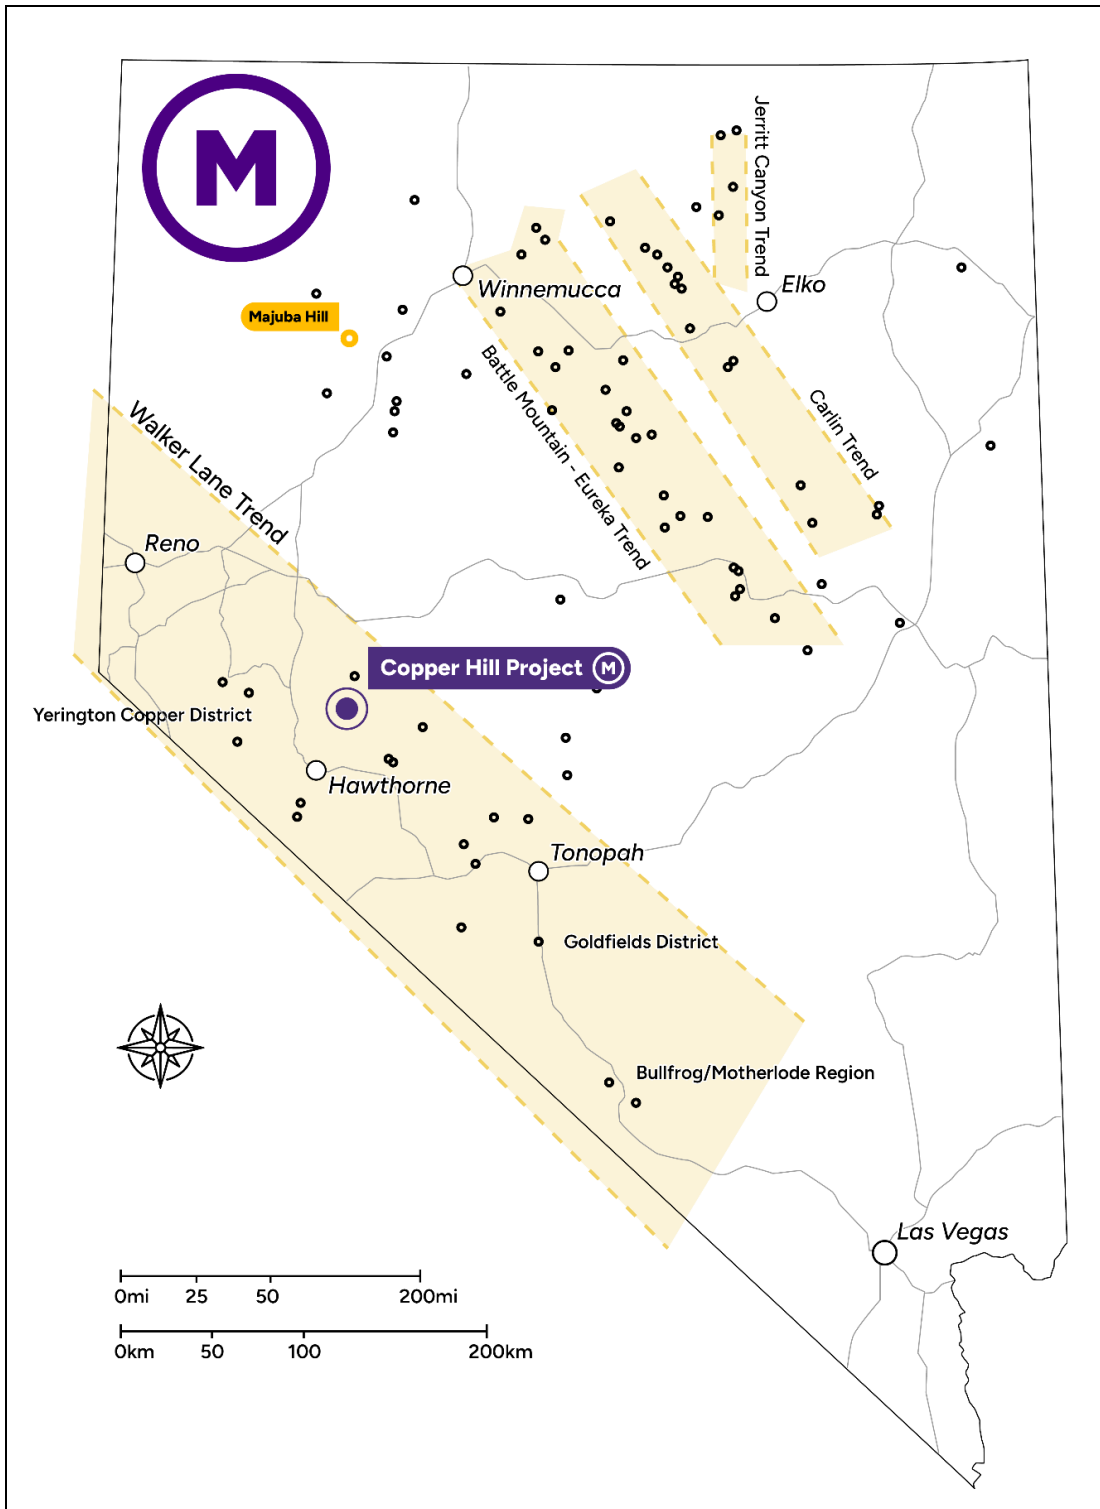 M
Jerritt Canyon Trend
Elko
Winnemucca
Majuba Hill
Battle Mountain - Eureka Trend
Carlin Trend
Walker Lane Trend
Reno
Copper Hill Project M
Yerington Copper District
Hawthorne
Tonopah
Goldfields District
Bullfrog/Motherlode Region
Las Vegas
0mi 25 50 200mi
0km 50 100 200km